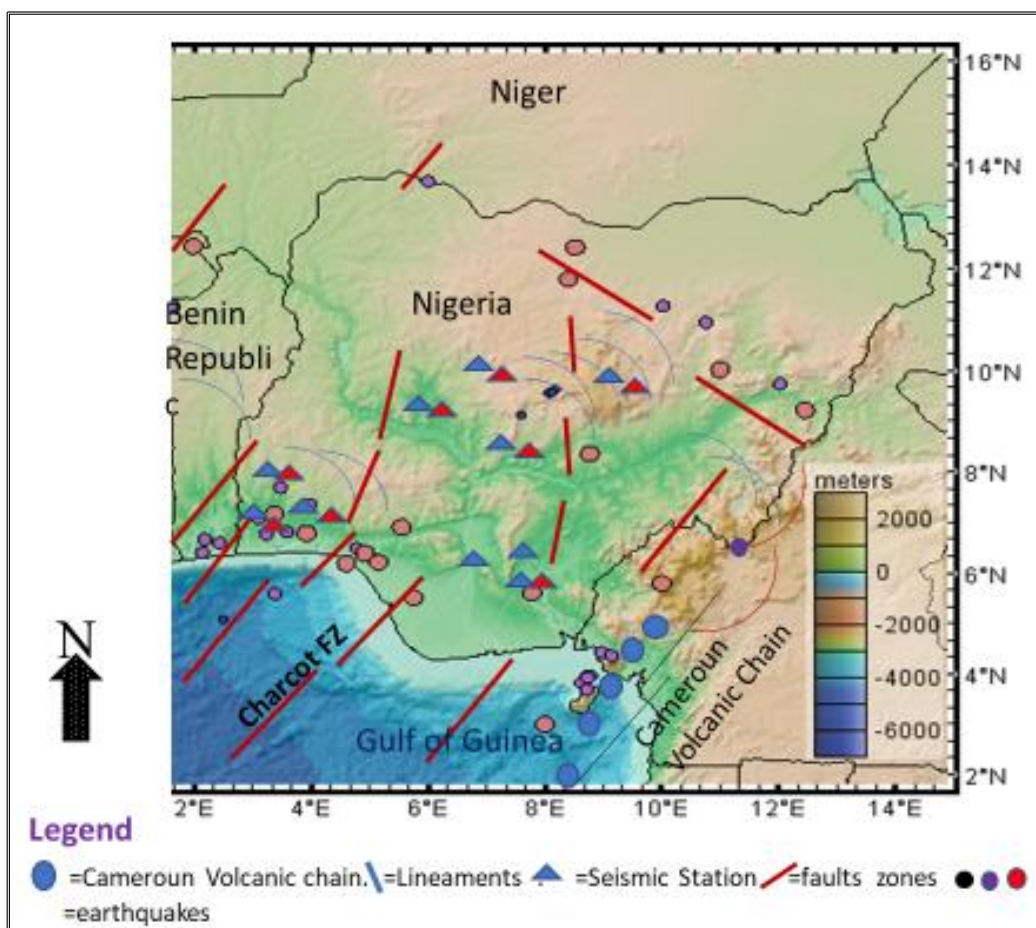 Niger
16°N
14°N
12°N
Nigeria
Benin
Republi
c
10°N
8°N
meters
2000
0
-2000
-4000
-6000
6°N
4°N
2°N
N
Charcot FZ
Gulf of Guinea
Cameroun
Volcanic Chain
2°E 4°E 6°E 8°E 10°E 12°E 14°E
Legend
=Cameroun Volcanic chain. =Lineaments =Seismic Station =faults zones
=earthquakes